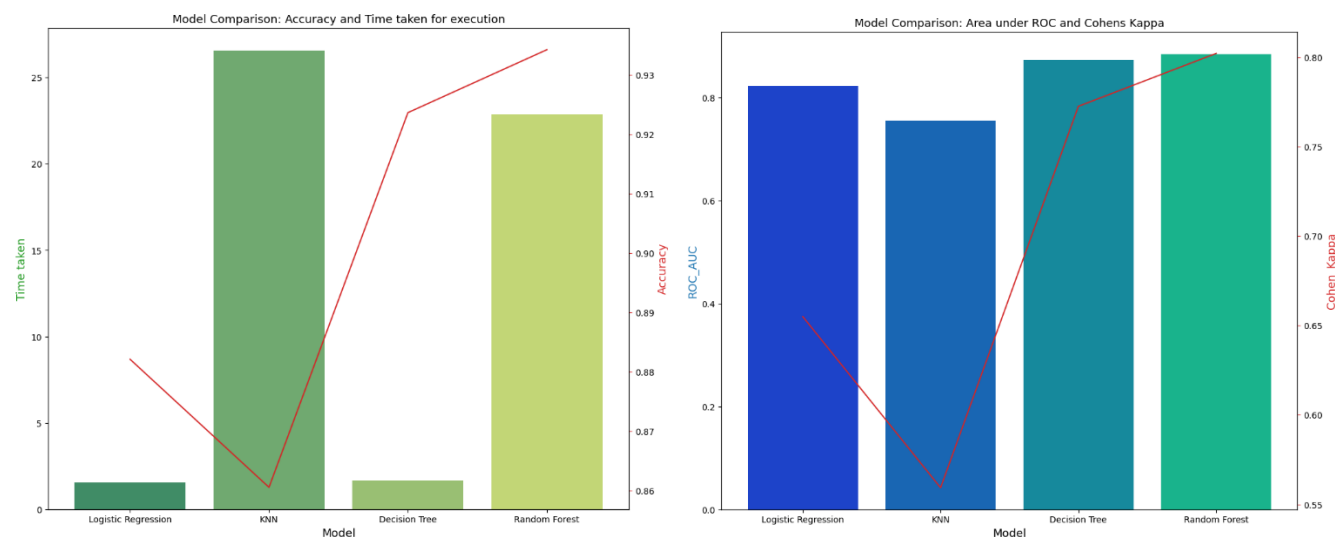 Model Comparison: Accuracy and Time taken for execution
25
20
15
10
5
0
Time taken
0.93
0.92
0.91
0.90
0.89
0.88
0.87
0.86
Accuracy
Logistic Regression
KNN
Decision Tree
Random Forest
Model
Model Comparison: Area under ROC and Cohens Kappa
0.8
0.6
0.4
0.2
0.0
ROC_AUC
0.80
0.75
0.70
0.65
0.60
0.55
Cohen_Kappa
Logistic Regression
KNN
Decision Tree
Random Forest
Model